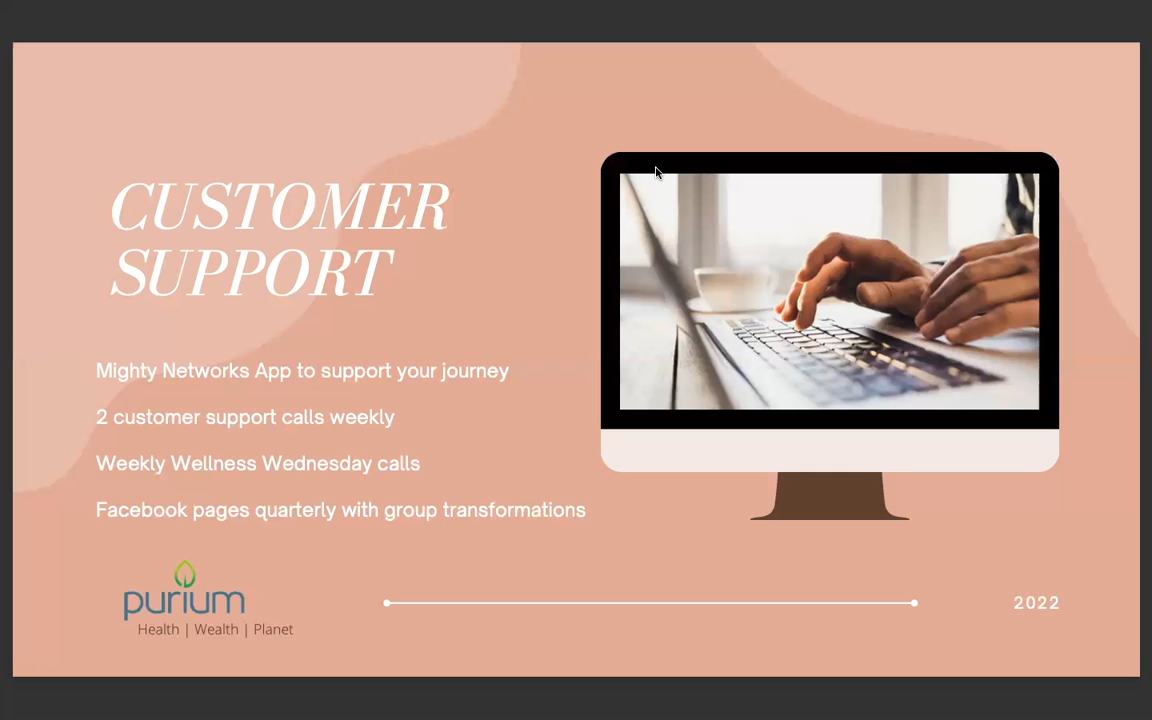 CUSTOMER
SUPPORT
Mighty Networks App to support your journey
2 customer support calls weekly
Weekly Wellness Wednesday calls
Facebook pages quarterly with group transformations
purium
Health | Wealth | Planet
2022